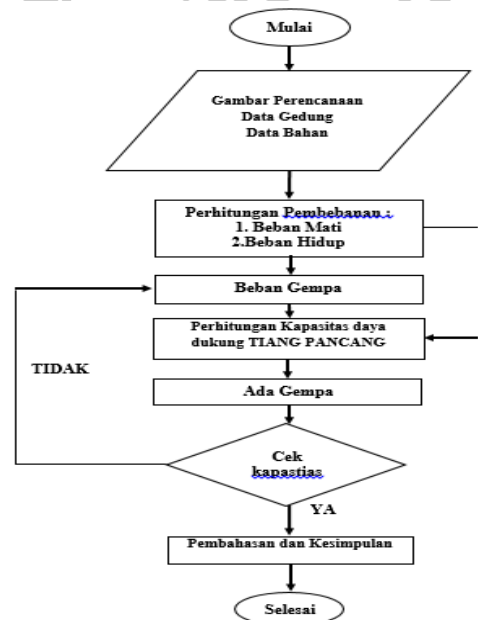 Mulai
Gambar Perencanaan
Data Gedung
Data Bahan
Perhitungan Pembebanan :
1. Beban Mati
2.Beban Hidup
Beban Gempa
Perhitungan Kapasitas daya
dukung TIANG PANCANG
TIDAK
Ada Gempa
Cek
kapastias
YA
Pembahasan dan Kesimpulan
Selesai